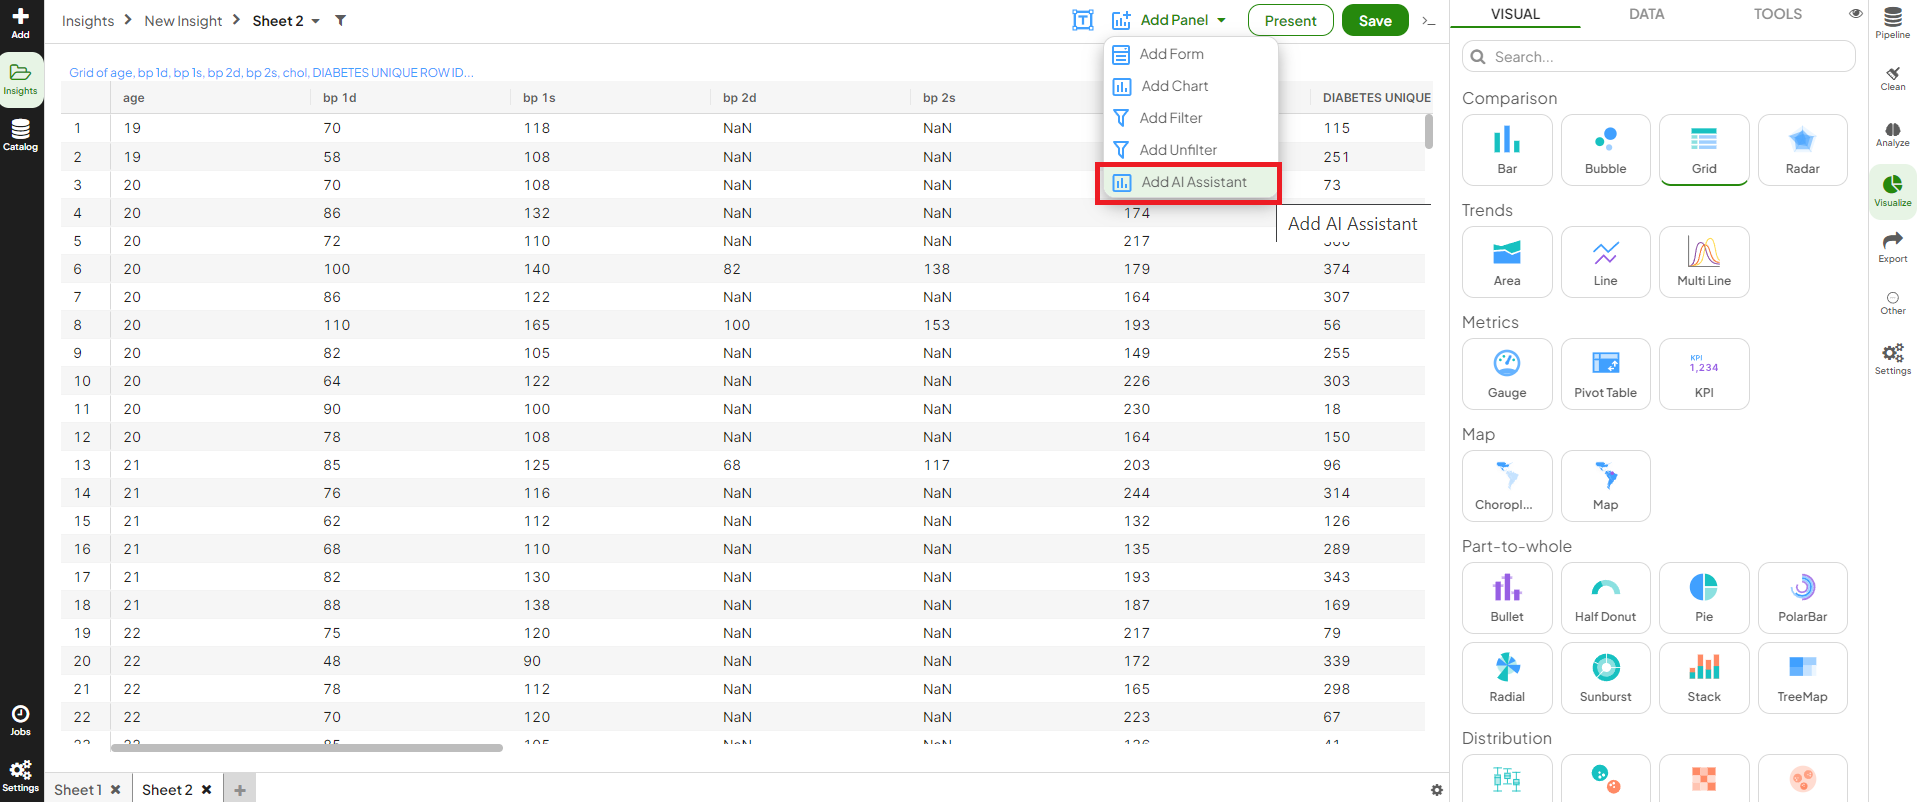 Add
Insights
Catalog
Jobs
Settings
Insights > New Insight > Sheet 2
Add Panel
Present
Save
Add Form
Add Chart
Add Filter
Add Unfilter
Add AI Assistant
Add AI Assistant
Grid of age, bp 1d, bp 1s, bp 2d, bp 2s, chol, DIABETES UNIQUE ROW ID...
age bp 1d bp 1s bp 2d bp 2s DIABETES UNIQUE
1 19 70 118 NaN NaN 115
2 19 58 108 NaN NaN 251
3 20 70 108 NaN NaN 73
4 20 86 132 NaN NaN 174
5 20 72 110 NaN NaN 217
6 20 100 140 82 138 179 374
7 20 86 122 NaN NaN 164 307
8 20 110 165 100 153 193 56
9 20 82 105 NaN NaN 149 255
10 20 64 122 NaN NaN 226 303
11 20 90 100 NaN NaN 230 18
12 20 78 108 NaN NaN 164 150
13 21 85 125 68 117 203 96
14 21 76 116 NaN NaN 244 314
15 21 62 112 NaN NaN 132 126
16 21 68 110 NaN NaN 135 289
17 21 82 130 NaN NaN 193 343
18 21 88 138 NaN NaN 187 169
19 22 75 120 NaN NaN 217 79
20 22 48 90 NaN NaN 172 339
21 22 78 112 NaN NaN 165 298
22 22 70 120 NaN NaN 223 67
Sheet 1
Sheet 2
VISUAL DATA TOOLS
Search...
Comparison
Bar Bubble Grid Radar
Trends
Area Line Multi Line
Metrics
KPI
1,234
Gauge Pivot Table KPI
Map
Choropl... Map
Part-to-whole
Bullet Half Donut Pie PolarBar
Radial Sunburst Stack TreeMap
Distribution
Pipeline
Clean
Analyze
Visualize
Export
Other
Settings